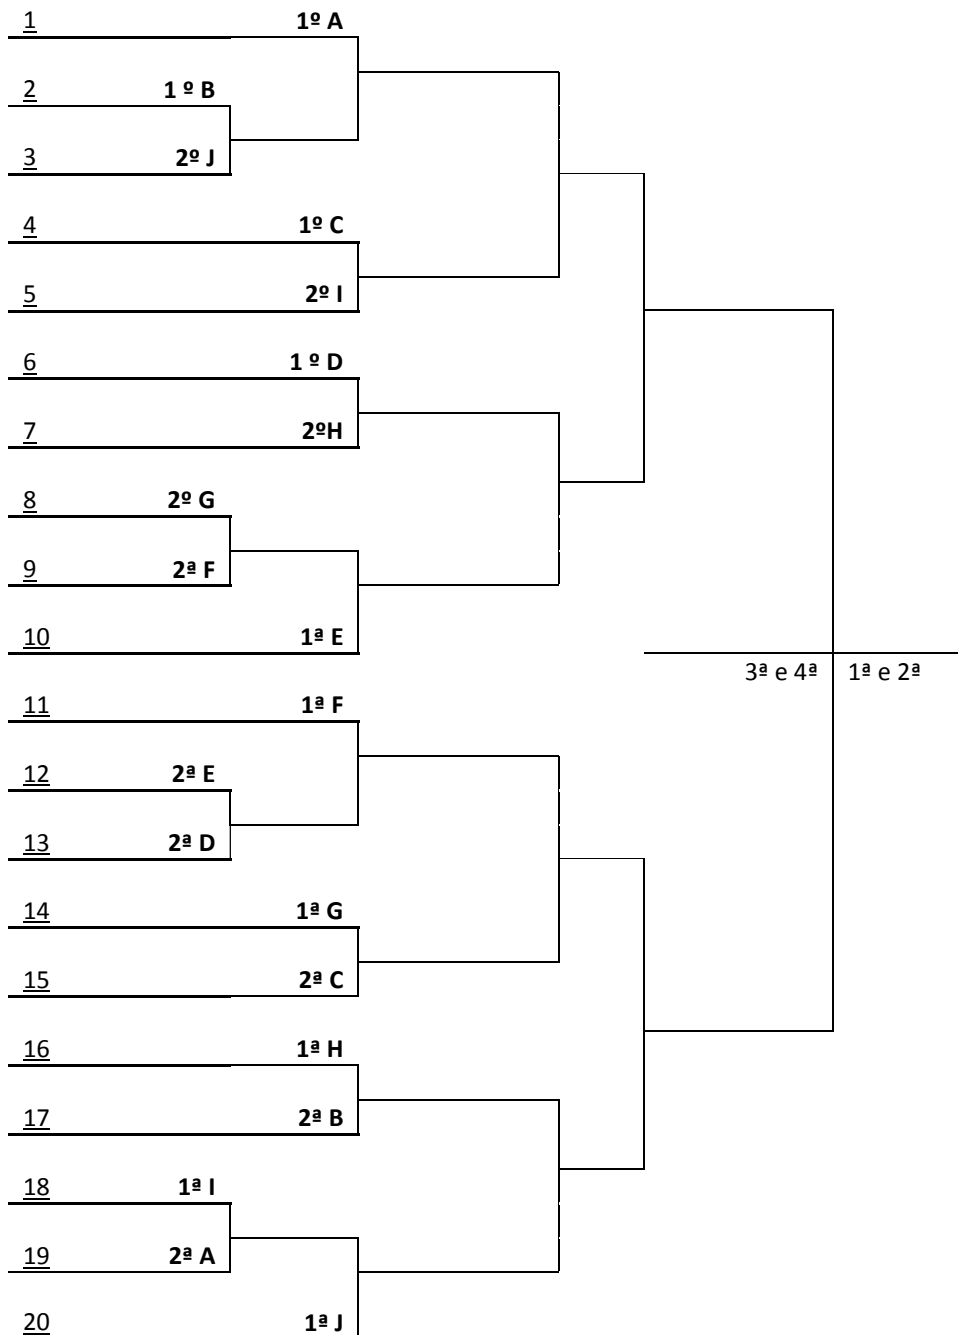 1 1º A
2 1 º B
3 2º J
4 1º C
5 2º I
6 1 º D
7 2ºH
8 2º G
9 2ª F
10 1ª E
3ª e 4ª 1ª e 2ª
11 1ª F
12 2ª E
13 2ª D
14 1ª G
15 2ª C
16 1ª H
17 2ª B
18 1ª I
19 2ª A
20 1ª J